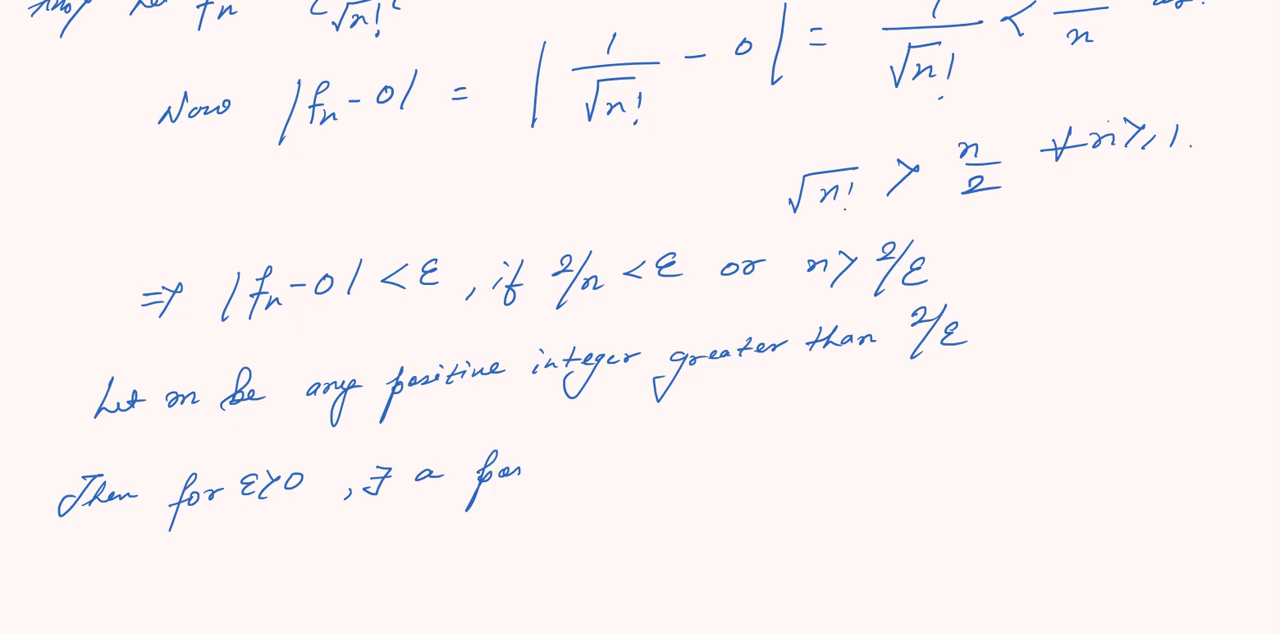 fn √n!
Now |fn - 0| = | 1/√n! - 0 | = 1/√n! < /n
√n! > n/2 ∀ n ≥ 1.
⇒ |fn - 0| < ε, if 2/n < ε or n > 2/ε
Let m be any positive integer greater than 2/ε
Then for ε>0, ∃ a pos